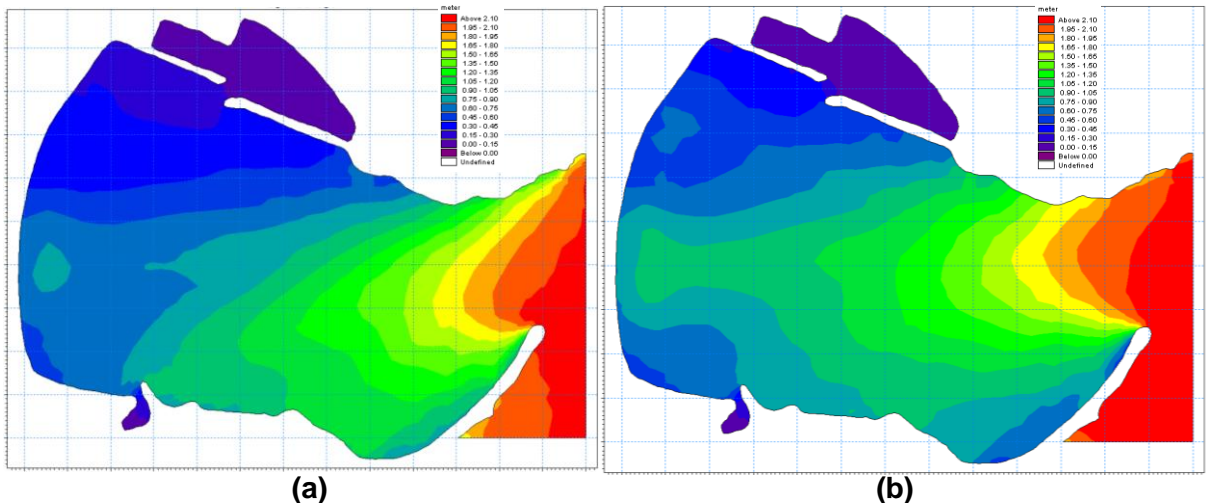 meter
Above 2.10
1.95 - 2.10
1.80 - 1.95
1.65 - 1.80
1.50 - 1.65
1.35 - 1.50
1.20 - 1.35
1.05 - 1.20
0.90 - 1.05
0.75 - 0.90
0.60 - 0.75
0.45 - 0.60
0.30 - 0.45
0.15 - 0.30
0.00 - 0.15
Below 0.00
Undefined
meter
Above 2.10
1.95 - 2.10
1.80 - 1.95
1.65 - 1.80
1.50 - 1.65
1.35 - 1.50
1.20 - 1.35
1.05 - 1.20
0.90 - 1.05
0.75 - 0.90
0.60 - 0.75
0.45 - 0.60
0.30 - 0.45
0.15 - 0.30
0.00 - 0.15
Below 0.00
Undefined
(a)
(b)